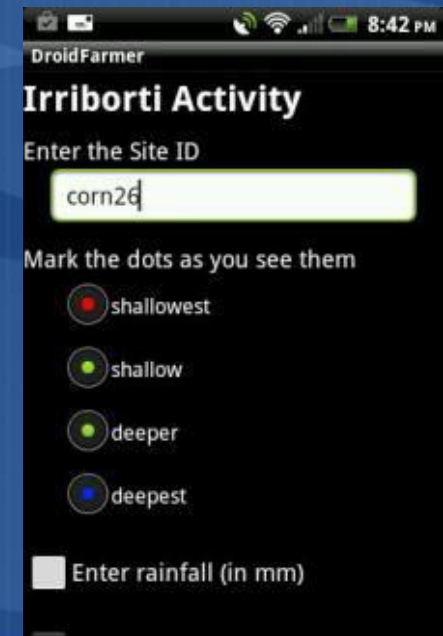 8:42 PM
DroidFarmer
Irriborti Activity
Enter the Site ID
corn26
Mark the dots as you see them
shallowest
shallow
deeper
deepest
Enter rainfall (in mm)